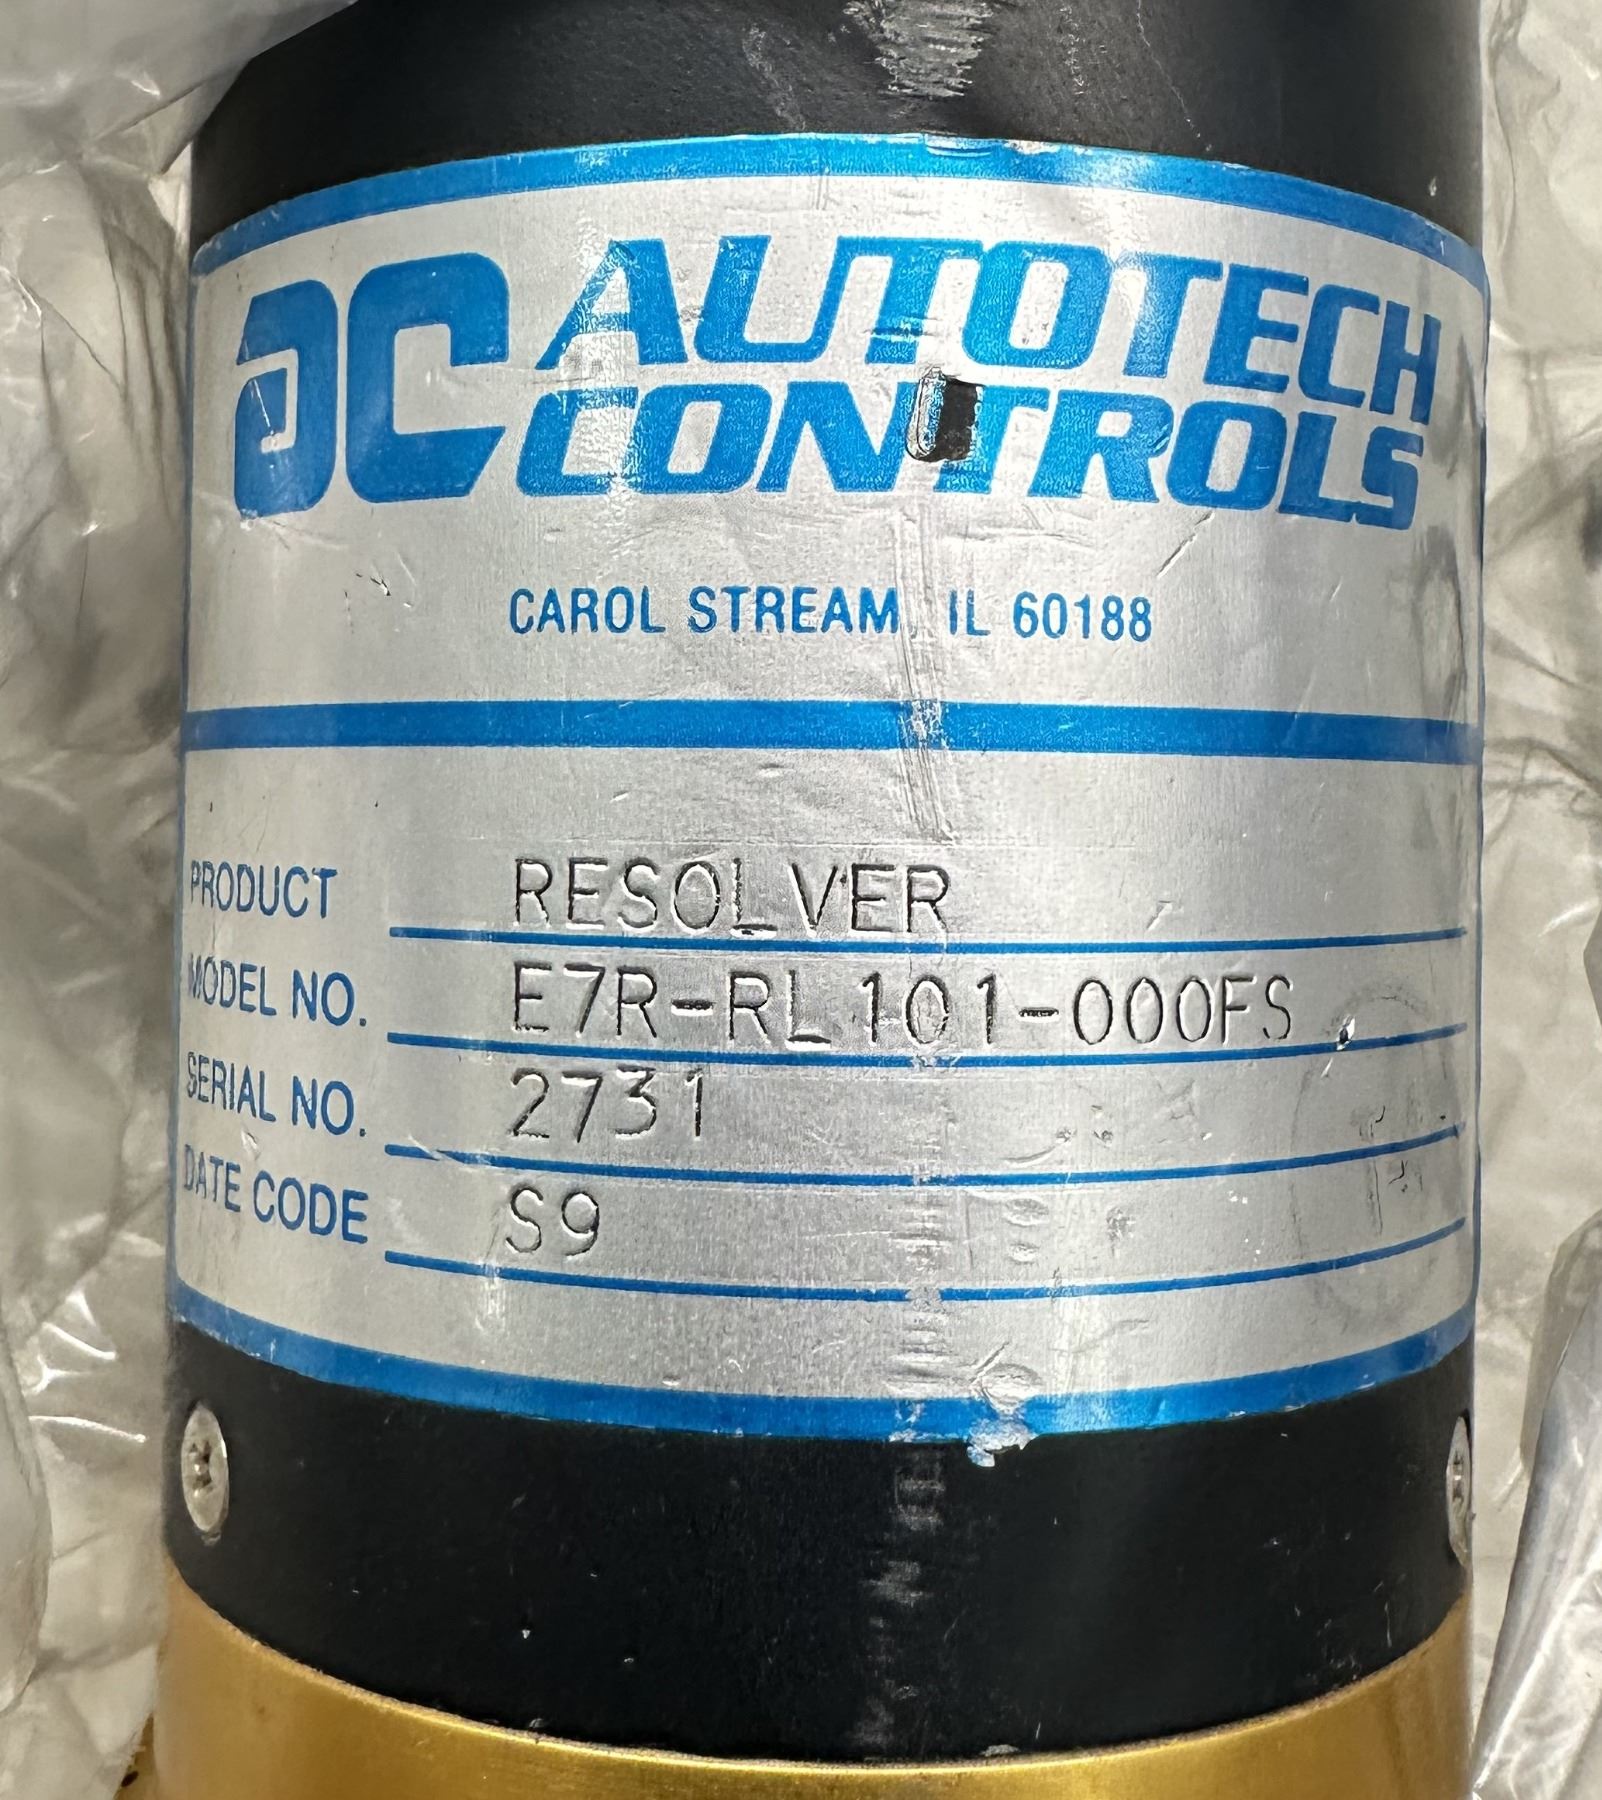 AC AUTOTECH
CONTROLS
CAROL STREAM, IL 60188
PRODUCT RESOLVER
MODEL NO. E7R-RL101-000FS
SERIAL NO. 2731
DATE CODE S9